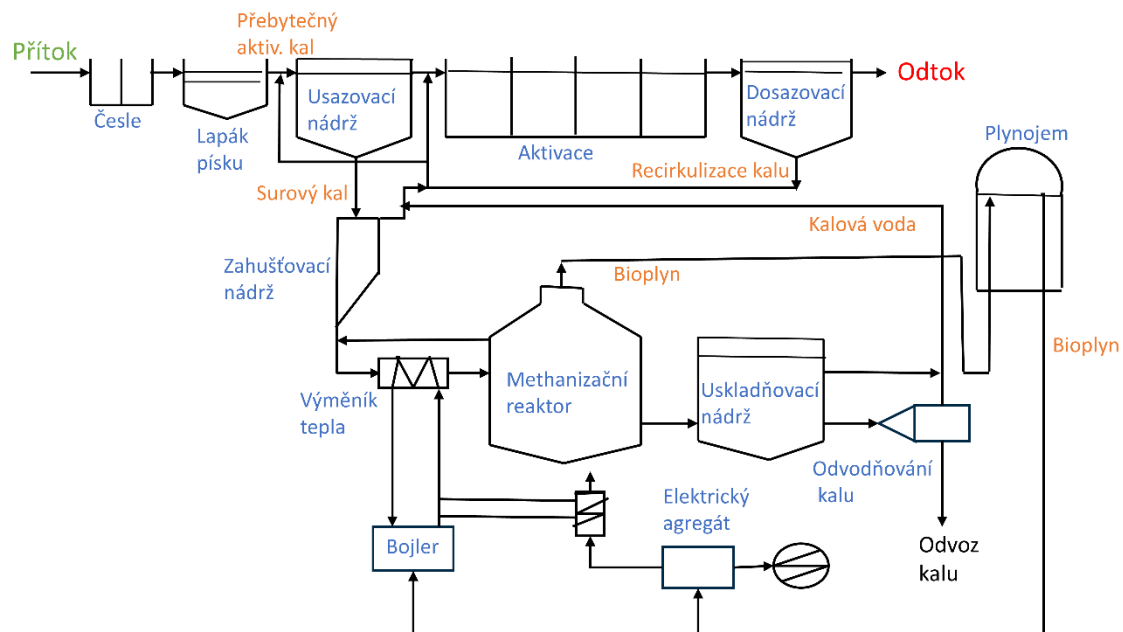 Přebytečný
aktiv. kal
Přítok
Česle
Lapák
písku
Usazovací
nádrž
Aktivace
Dosazovací
nádrž
Odtok
Plynojem
Surový kal
Recirkulizace kalu
Kalová voda
Zahušťovací
nádrž
Bioplyn
Bioplyn
Výměník
tepla
Methanizační
reaktor
Uskladňovací
nádrž
Odvodňování
kalu
Elektrický
agregát
Bojler
Odvoz
kalu